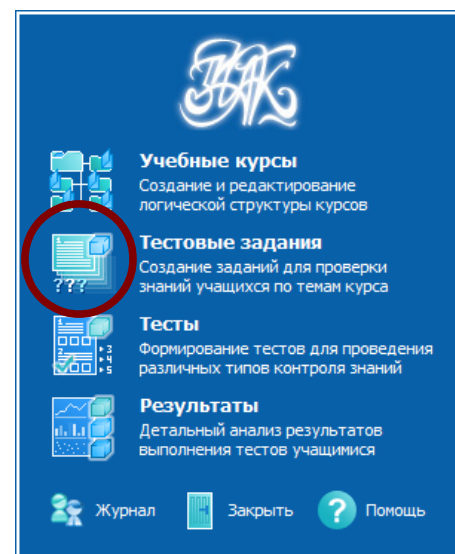 ЗНАК
Учебные курсы
Создание и редактирование
логической структуры курсов
Тестовые задания
Создание заданий для проверки
знаний учащихся по темам курса
???
Тесты
Формирование тестов для проведения
различных типов контроля знаний
Результаты
Детальный анализ результатов
выполнения тестов учащимися
Журнал Закрыть ? Помощь